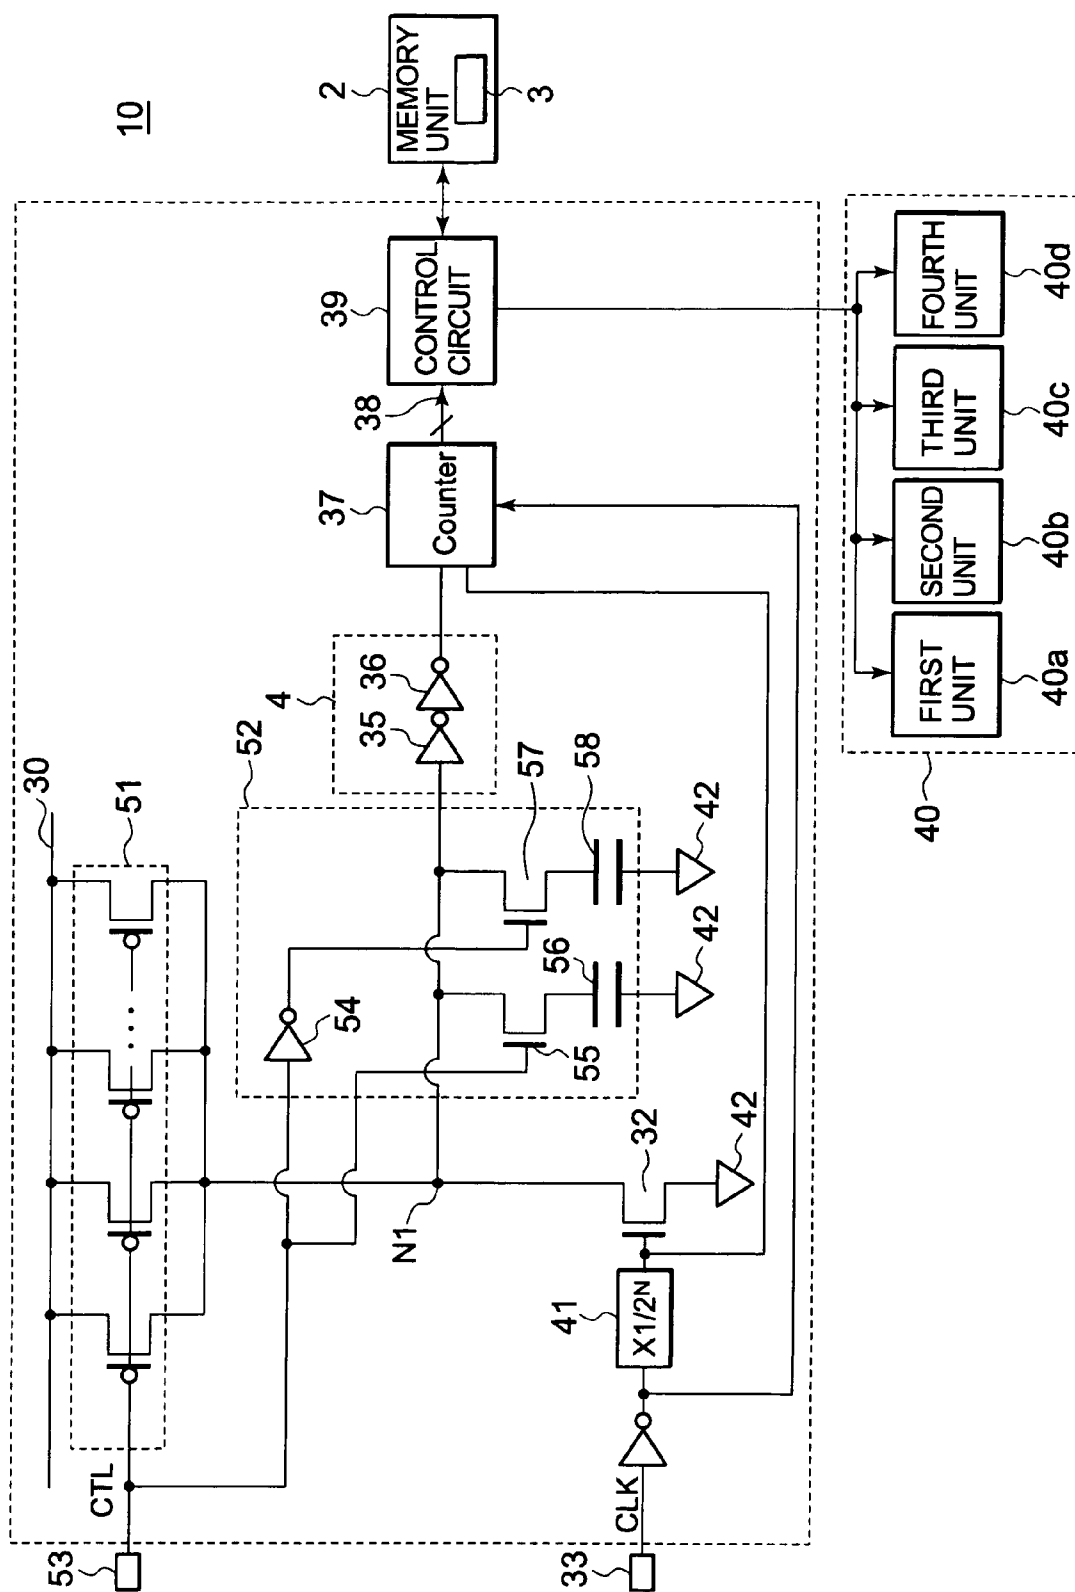 10
30
51
CTL
53
52
54
4
35
36
37
Counter
38
39
CONTROL
CIRCUIT
2
MEMORY
UNIT
3
N1
55
56
57
58
42
42
42
32
41
X1/2N
CLK
33
40
FIRST
UNIT
40a
SECOND
UNIT
40b
THIRD
UNIT
40c
FOURTH
UNIT
40d